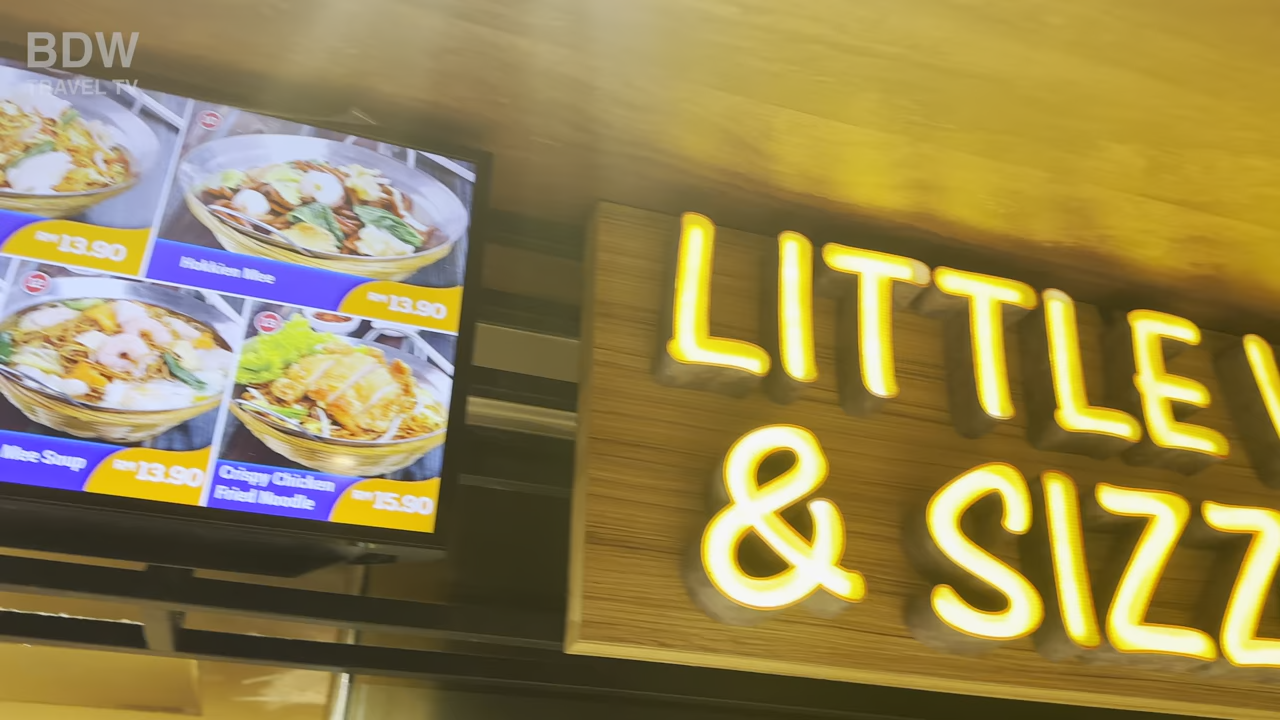 BDW
TRAVEL TV
RM 13.90
Hokkien Mee
RM 13.90
Mee Soup
RM 13.90
Crispy Chicken
Fried Noodle
RM 15.90
LITTLE
& SIZZ